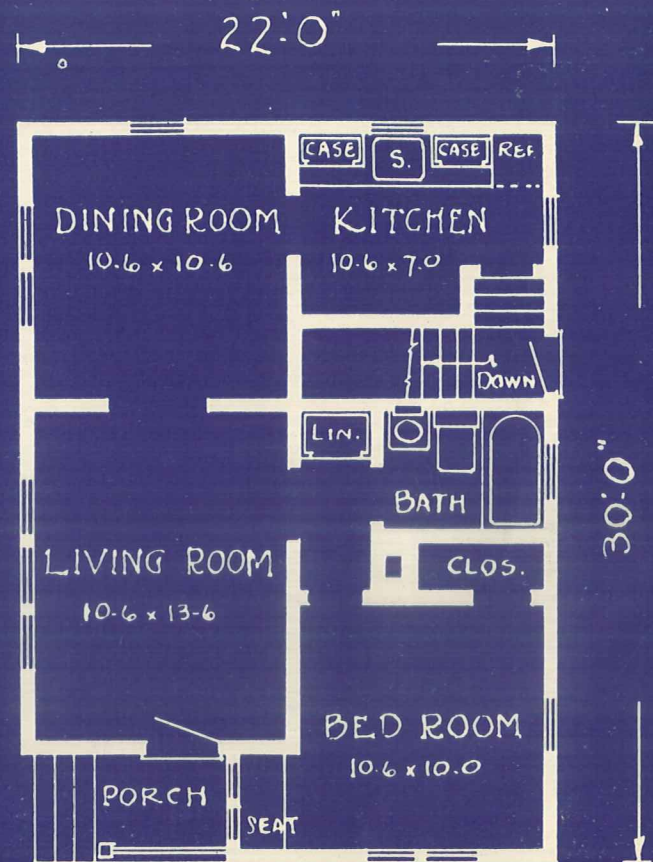 22'.0"
CASE
S.
CASE
REF.
DINING ROOM
10.6 x 10.6
KITCHEN
10.6 x 7.0
DOWN
LIN.
BATH
30'.0"
LIVING ROOM
10.6 x 13-6
CLOS.
BED ROOM
10.6 x 10.0
PORCH
SEAT